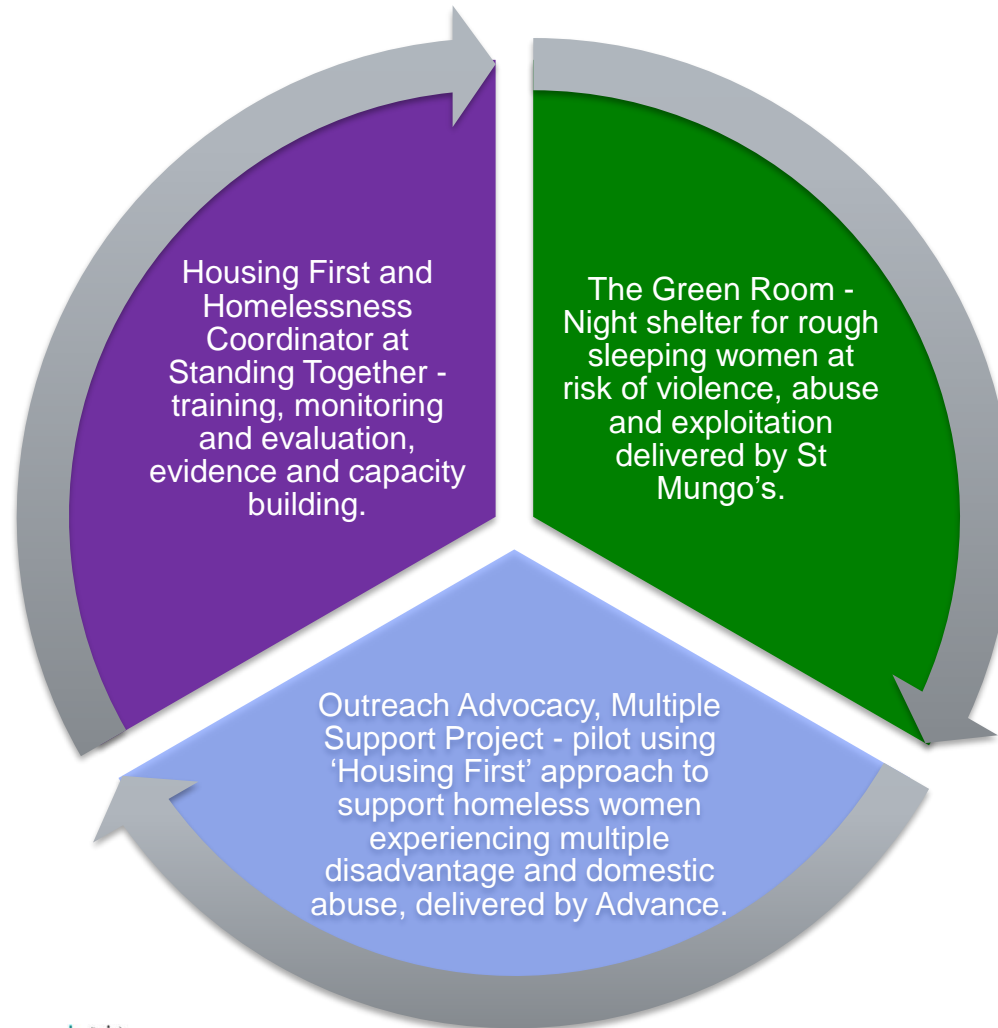 Housing First and
Homelessness
Coordinator at
Standing Together -
training, monitoring
and evaluation,
evidence and capacity
building.
The Green Room -
Night shelter for rough
sleeping women at
risk of violence, abuse
and exploitation
delivered by St
Mungo’s.
Outreach Advocacy, Multiple
Support Project - pilot using
‘Housing First’ approach to
support homeless women
experiencing multiple
disadvantage and domestic
abuse, delivered by Advance.